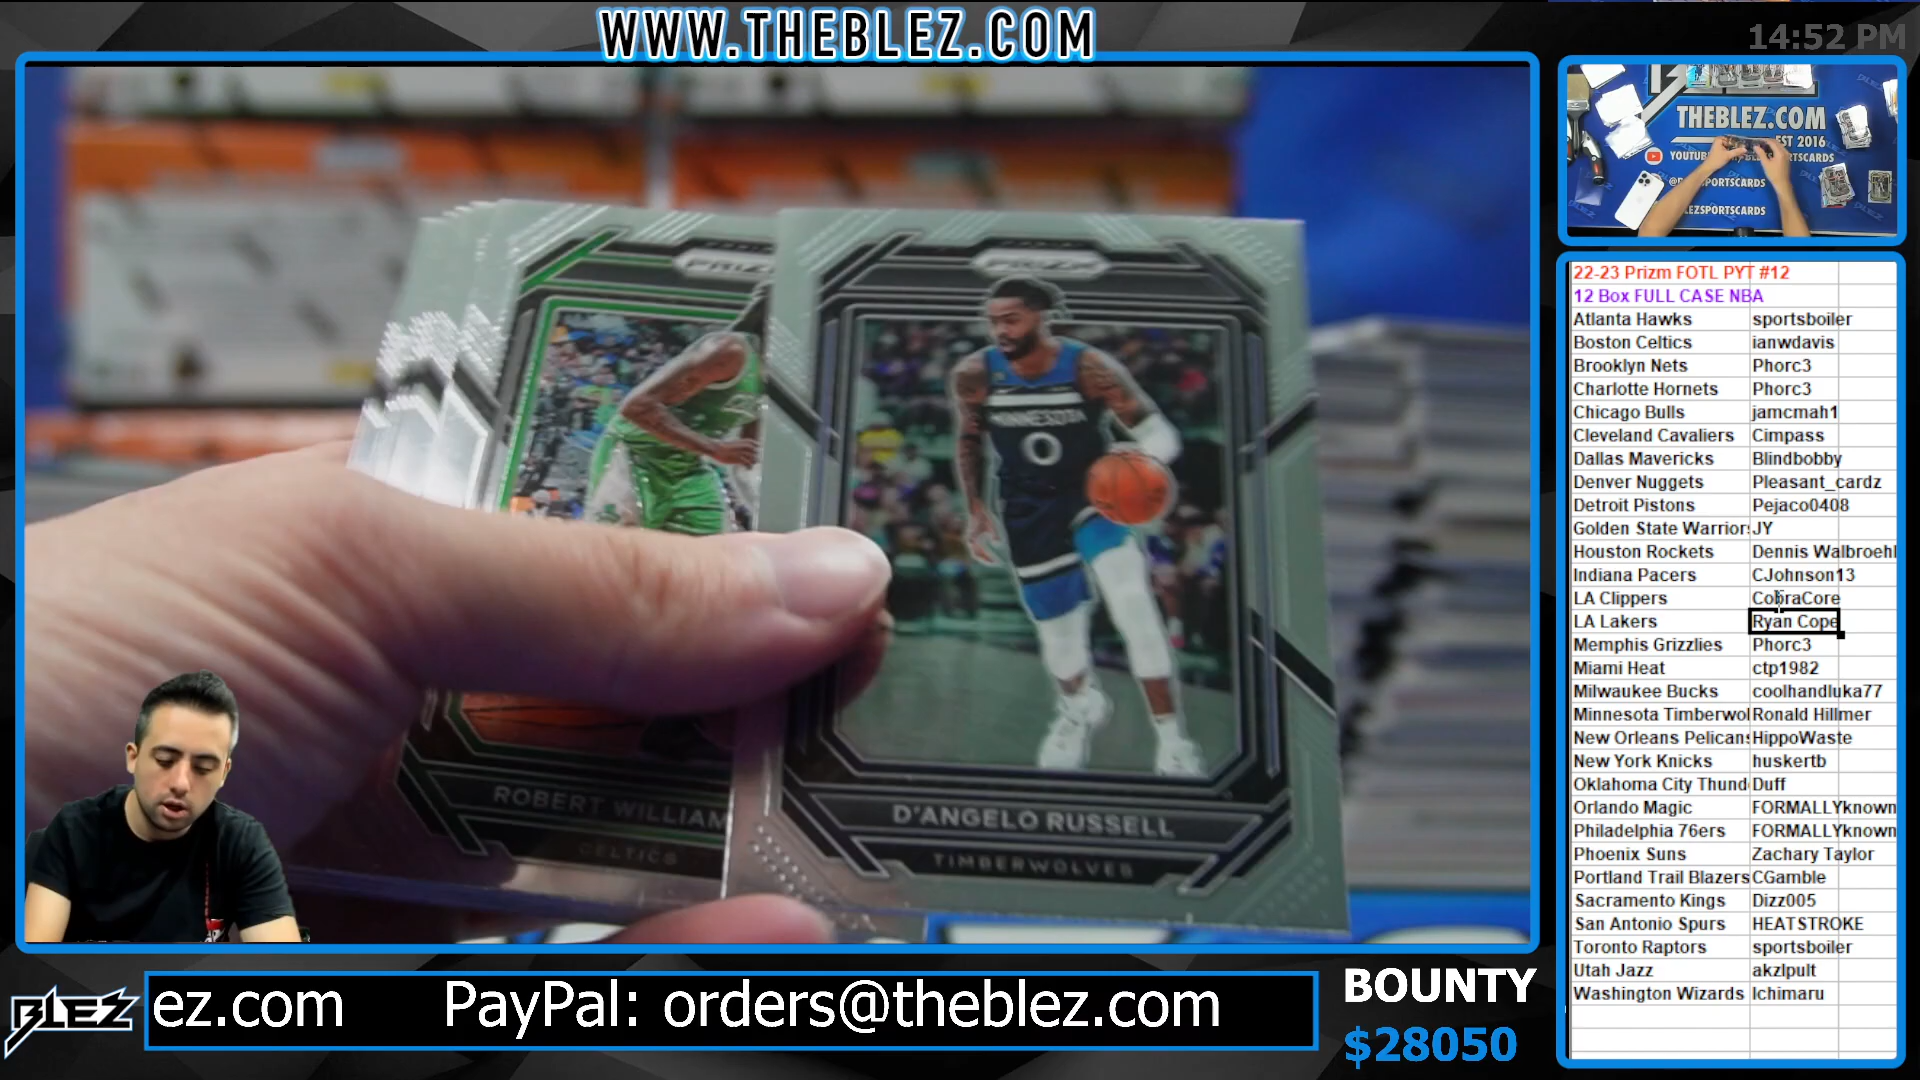 WWW.THEBLEZ.COM
14:52 PM
PRIZM
MINNESOTA
0
ROBERT WILLIAM
CELTICS
D'ANGELO RUSSELL
TIMBERWOLVES
THEBLEZ.COM
EST 2016
22-23 Prizm FOTL PYT #12
12 Box FULL CASE NBA
Atlanta Hawks sportsboiler
Boston Celtics ianwdavis
Brooklyn Nets Phorc3
Charlotte Hornets Phorc3
Chicago Bulls jamcmah1
Cleveland Cavaliers Cimpass
Dallas Mavericks Blindbobby
Denver Nuggets Pleasant_cardz
Detroit Pistons Pejaco0408
Golden State Warrior JY
Houston Rockets Dennis Walbroehl
Indiana Pacers CJohnson13
LA Clippers CobraCore
LA Lakers Ryan Cope
Memphis Grizzlies Phorc3
Miami Heat ctp1982
Milwaukee Bucks coolhandluka77
Minnesota Timberwol Ronald Hillmer
New Orleans Pelicans HippoWaste
New York Knicks huskertb
Oklahoma City Thund Duff
Orlando Magic FORMALLYknown
Philadelphia 76ers FORMALLYknown
Phoenix Suns Zachary Taylor
Portland Trail Blazers CGamble
Sacramento Kings Dizz005
San Antonio Spurs HEATSTROKE
Toronto Raptors sportsboiler
Utah Jazz akzlpult
Washington Wizards Ichimaru
BLEZ
ez.com PayPal: orders@theblez.com
BOUNTY
$28050